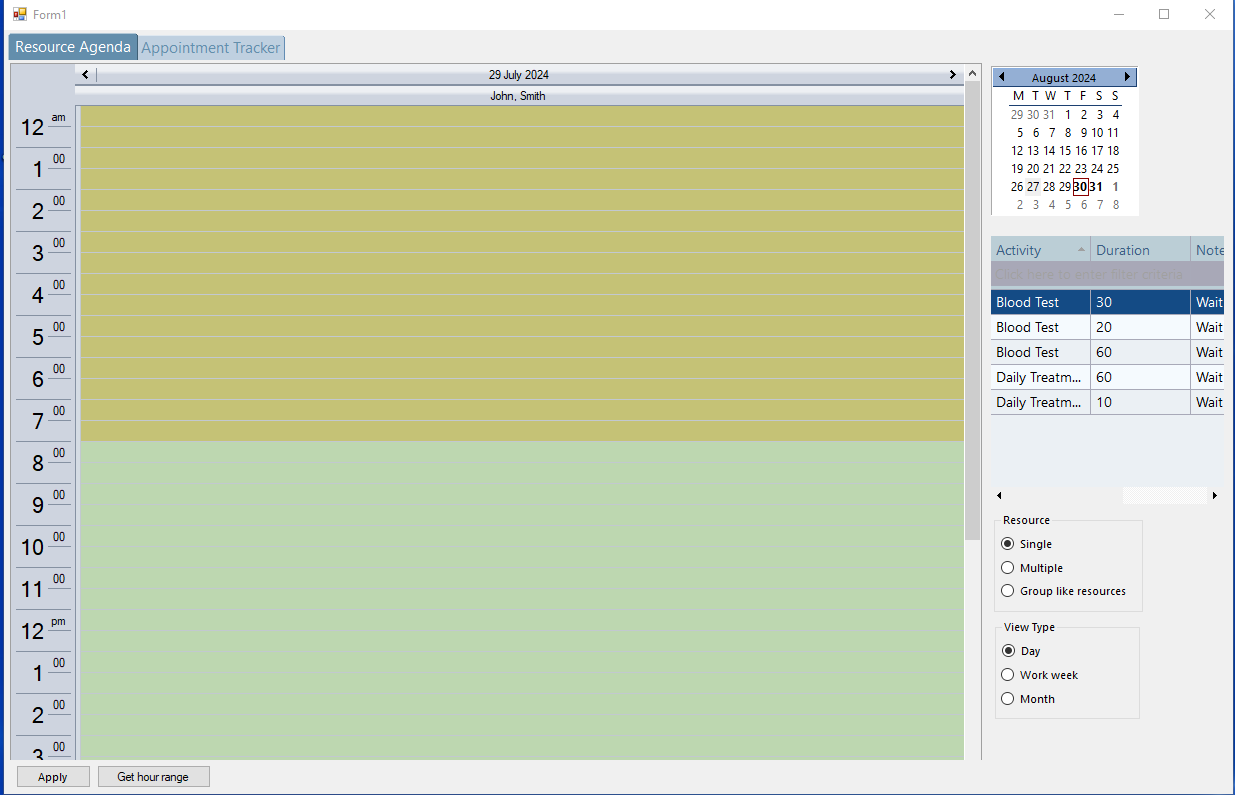 Form1
Resource Agenda Appointment Tracker
29 July 2024
John, Smith
12 am
1 00
2 00
3 00
4 00
5 00
6 00
7 00
8 00
9 00
10 00
11 00
12 pm
1 00
2 00
3 00
Apply Get hour range
August 2024
M T W T F S S
29 30 31 1 2 3 4
5 6 7 8 9 10 11
12 13 14 15 16 17 18
19 20 21 22 23 24 25
26 27 28 29 30 31 1
2 3 4 5 6 7 8
Activity Duration Note
Click here to enter filter criteria
Blood Test 30 Wait
Blood Test 20 Wait
Blood Test 60 Wait
Daily Treatm... 60 Wait
Daily Treatm... 10 Wait
Resource
Single
Multiple
Group like resources
View Type
Day
Work week
Month